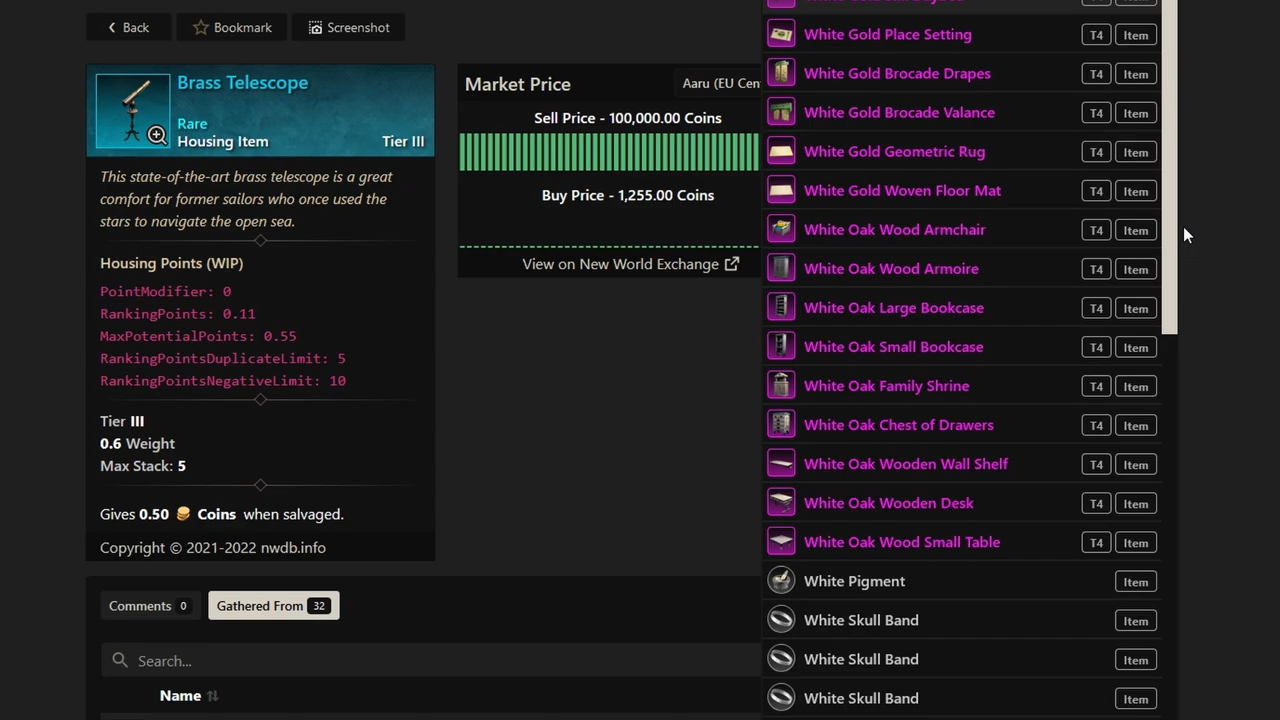 Back
Bookmark
Screenshot
Brass Telescope
Rare
Housing Item
Tier III
This state-of-the-art brass telescope is a great
comfort for former sailors who once used the
stars to navigate the open sea.
Housing Points (WIP)
PointModifier: 0
RankingPoints: 0.11
MaxPotentialPoints: 0.55
RankingPointsDuplicateLimit: 5
RankingPointsNegativeLimit: 10
Tier III
0.6 Weight
Max Stack: 5
Gives 0.50 Coins when salvaged.
Copyright © 2021-2022 nwdb.info
Market Price
Aaru (EU Cen
Sell Price - 100,000.00 Coins
Buy Price - 1,255.00 Coins
View on New World Exchange
Comments 0
Gathered From 32
Search...
Name
White Gold Place Setting T4 Item
White Gold Brocade Drapes T4 Item
White Gold Brocade Valance T4 Item
White Gold Geometric Rug T4 Item
White Gold Woven Floor Mat T4 Item
White Oak Wood Armchair T4 Item
White Oak Wood Armoire T4 Item
White Oak Large Bookcase T4 Item
White Oak Small Bookcase T4 Item
White Oak Family Shrine T4 Item
White Oak Chest of Drawers T4 Item
White Oak Wooden Wall Shelf T4 Item
White Oak Wooden Desk T4 Item
White Oak Wood Small Table T4 Item
White Pigment Item
White Skull Band Item
White Skull Band Item
White Skull Band Item